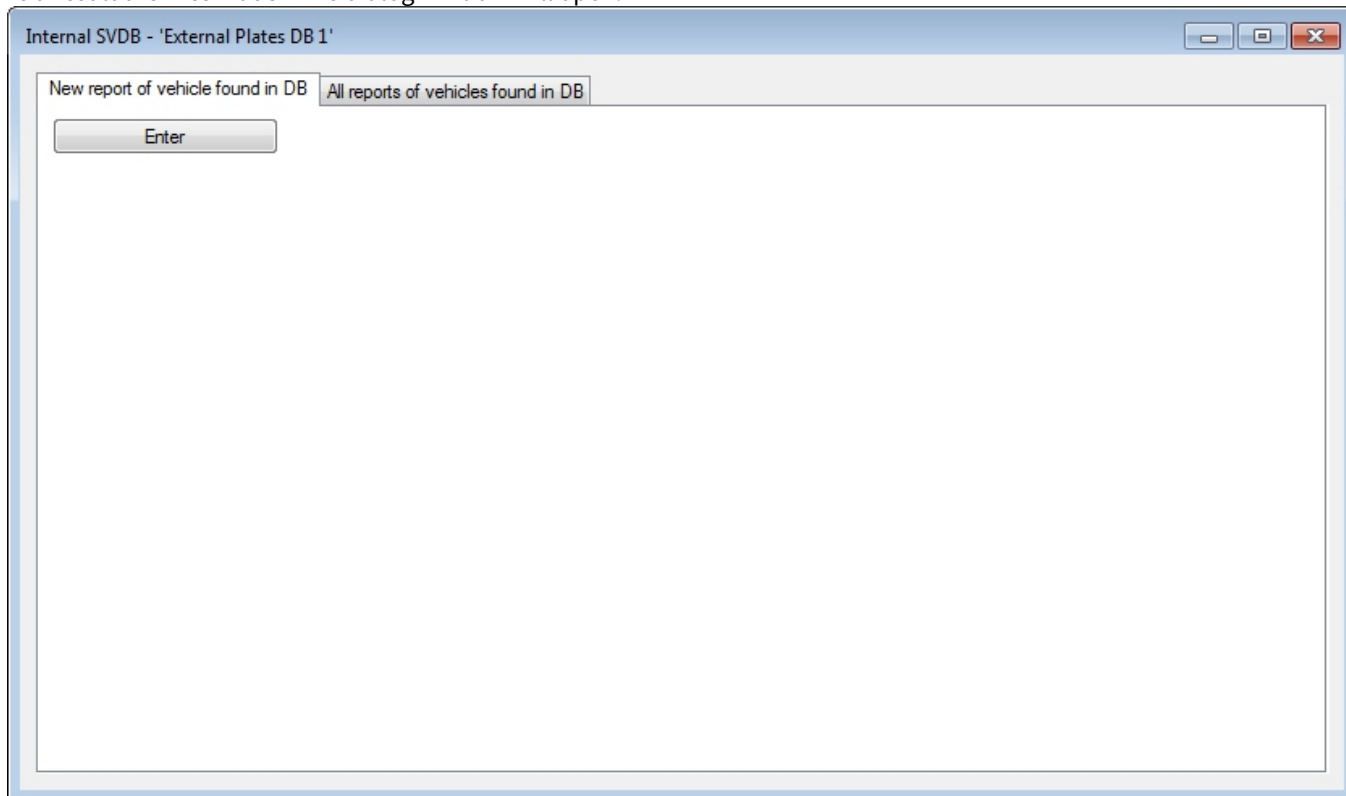 Internal SVDB - 'External Plates DB 1'
New report of vehicle found in DB
All reports of vehicles found in DB
Enter